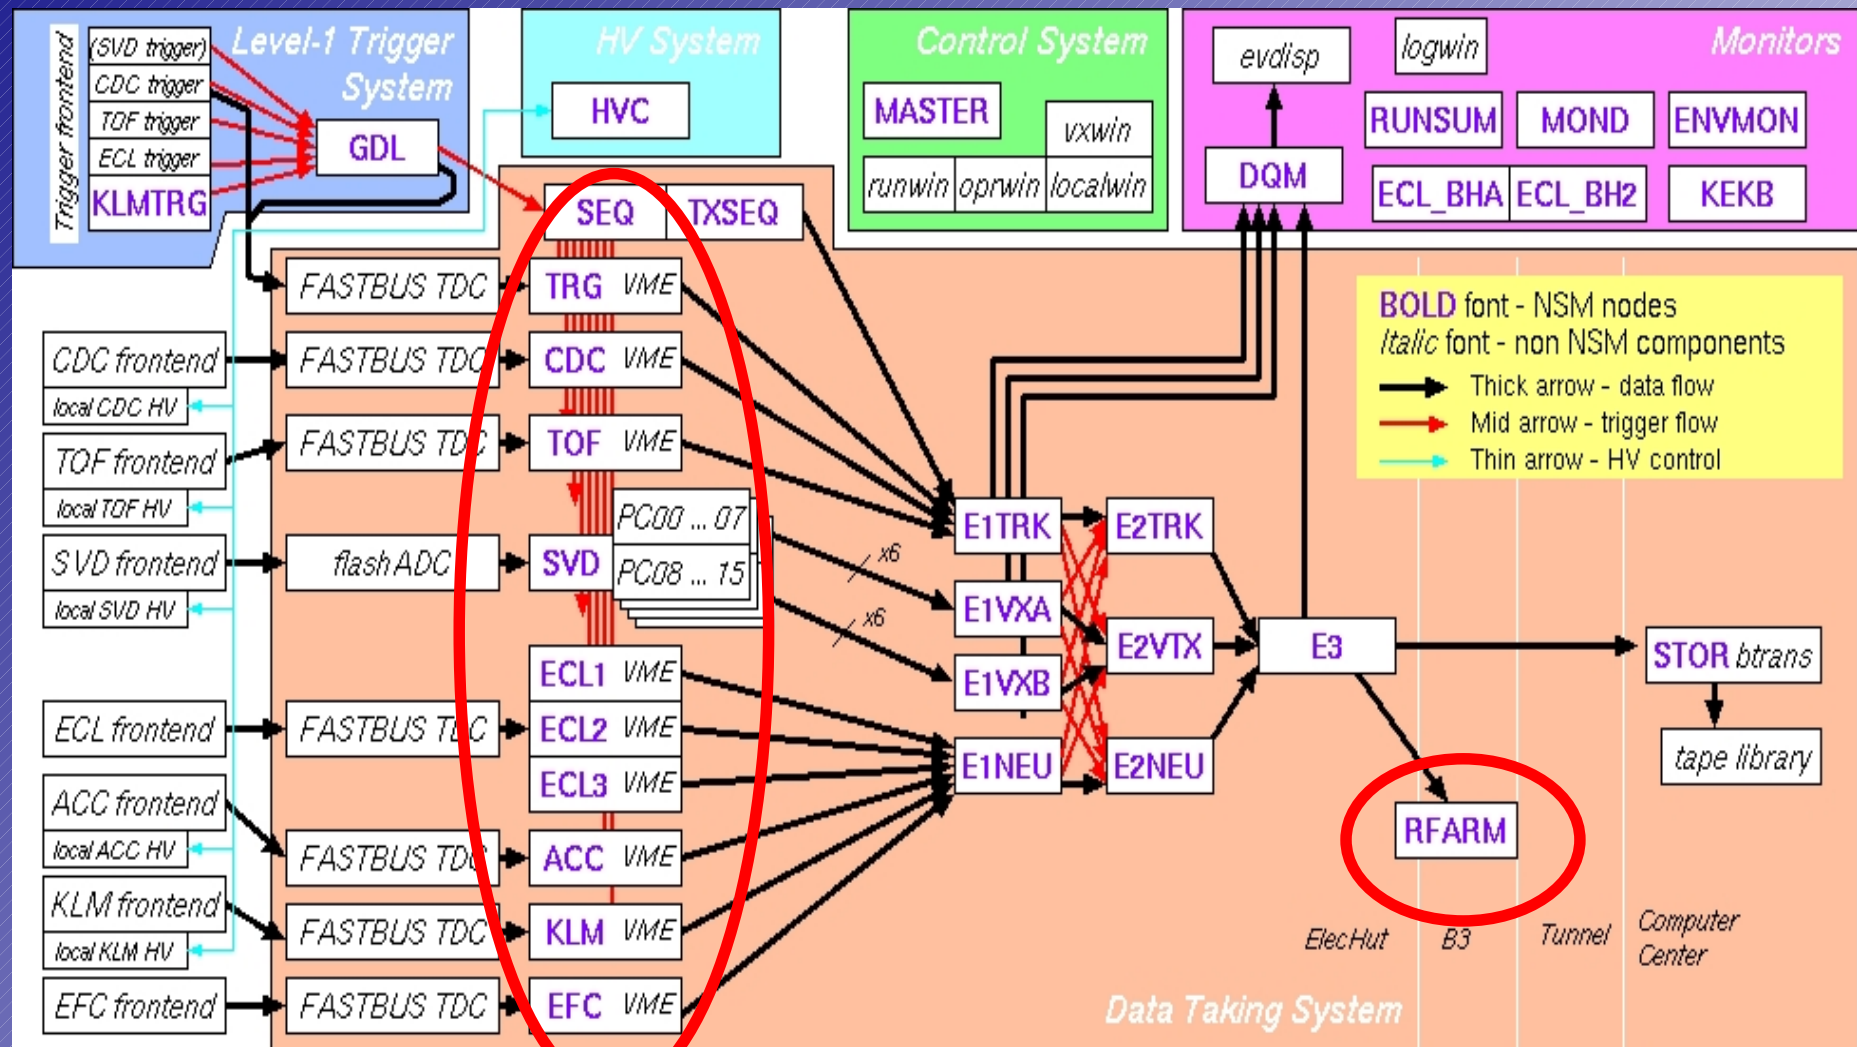 Level-1 Trigger
System
Trigger frontend
(SVD trigger)
CDC trigger
TOF trigger
ECL trigger
KLMTRG
GDL
HV System
HVC
Control System
MASTER
vxwin
runwin oprwin localwin
Monitors
evdisp
logwin
DQM
RUNSUM MOND ENVMON
ECL_BHA ECL_BH2 KEKB
SEQ TXSEQ
FASTBUS TDC TRG VME
CDC frontend FASTBUS TDC CDC VME
local CDC HV
TOF frontend FASTBUS TDC TOF VME
local TOF HV
SVD frontend flash ADC SVD
PC00 ... 07
PC08 ... 15
local SVD HV
x6
x6
ECL1 VME
ECL frontend FASTBUS TDC ECL2 VME
ECL3 VME
ACC frontend FASTBUS TDC ACC VME
local ACC HV
KLM frontend FASTBUS TDC KLM VME
local KLM HV
EFC frontend FASTBUS TDC EFC VME
E1TRK E2TRK
E1VXA
E2VTX
E1VXB
E1NEU E2NEU
E3
STOR btrans
tape library
RFARM
BOLD font - NSM nodes
Italic font - non NSM components
Thick arrow - data flow
Mid arrow - trigger flow
Thin arrow - HV control
ElecHut B3 Tunnel Computer
Center
Data Taking System